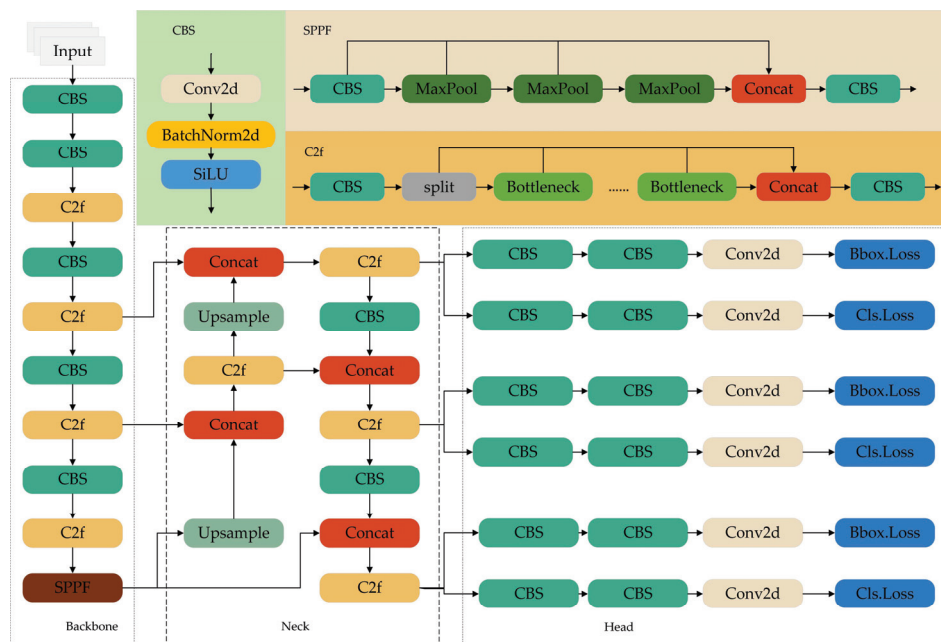 Input
CBS
CBS
C2f
CBS
C2f
CBS
C2f
CBS
C2f
SPPF
Backbone
CBS
Conv2d
BatchNorm2d
SiLU
SPPF
CBS MaxPool MaxPool MaxPool Concat CBS
C2f
CBS split Bottleneck ...... Bottleneck Concat CBS
Concat C2f
Upsample CBS
C2f Concat
Concat C2f
CBS
Upsample Concat
C2f
Neck
CBS CBS Conv2d Bbox.Loss
CBS CBS Conv2d Cls.Loss
CBS CBS Conv2d Bbox.Loss
CBS CBS Conv2d Cls.Loss
CBS CBS Conv2d Bbox.Loss
CBS CBS Conv2d Cls.Loss
Head